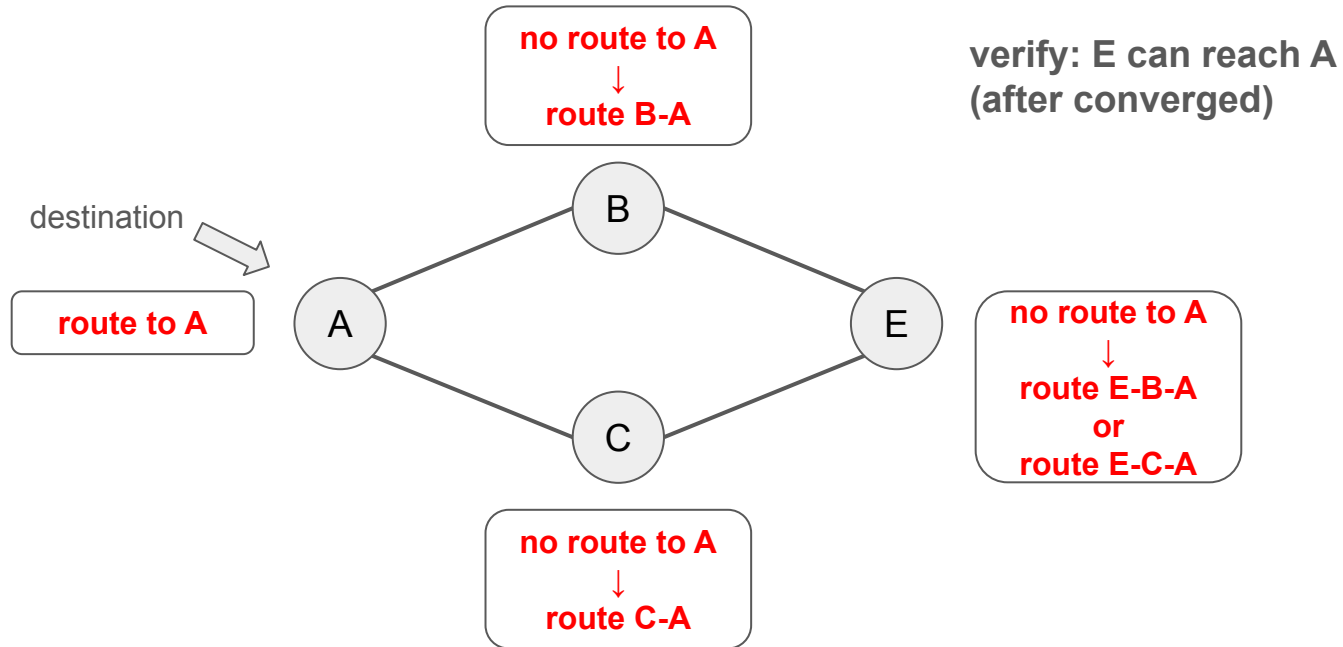 no route to A
↓
route B-A
verify: E can reach A
(after converged)
destination
B
route to A
A
E
no route to A
↓
route E-B-A
or
route E-C-A
C
no route to A
↓
route C-A